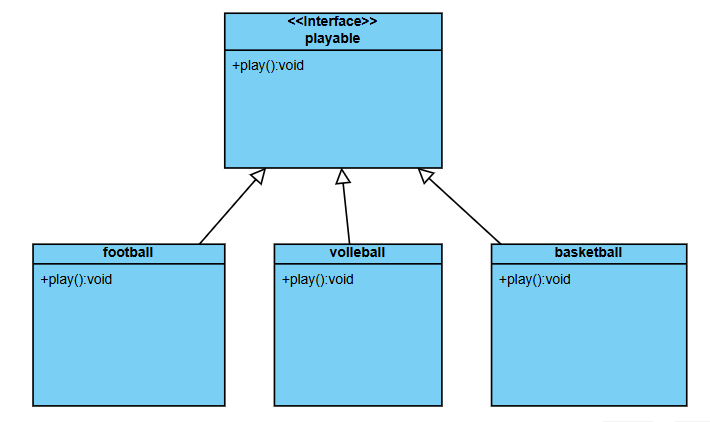 <<Interface>>
playable
+play():void
football
+play():void
volleball
+play():void
basketball
+play():void